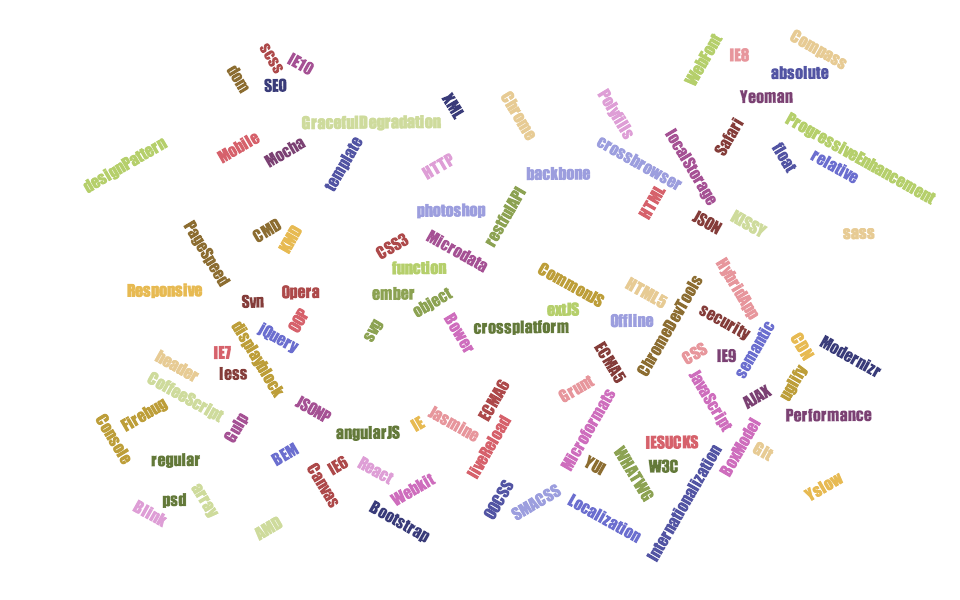 scss
IE10
dom
SEO
WebFont
IE8
Compass
absolute
Yeoman
XML
Chrome
Polyfills
GracefulDegradation
designPattern
Mobile
Mocha
template
HTTP
backbone
crossbrowser
localStorage
safari
float
relative
ProgressiveEnhancement
HTML
photoshop
restfulAPI
JSON
KISSY
sass
PageSpeed
CMD
KMD
CSS3
Microdata
function
CommonJS
HTML5
Hybridapp
Responsive
Svn
Opera
OOP
ember
object
svg
Bower
crossplatform
extJS
Offline
ChromeDevTools
security
semantic
CDN
Modernizr
displayblock
jQuery
IE7
less
header
CoffeeScript
ECMA5
CSS
IE9
uglify
AJAX
JavaScript
Performance
Grunt
ECMA6
Console
Firebug
Gulp
JSONP
angularJS
IE
Jasmine
liveReload
Microformats
IESUCKS
BoxModel
Git
regular
BEM
IE6
Canvas
React
Webkit
YUI
WHATWG
W3C
Internationalization
Yslow
psd
array
Blink
AMD
Bootstrap
OOCSS
SMACSS
Localization